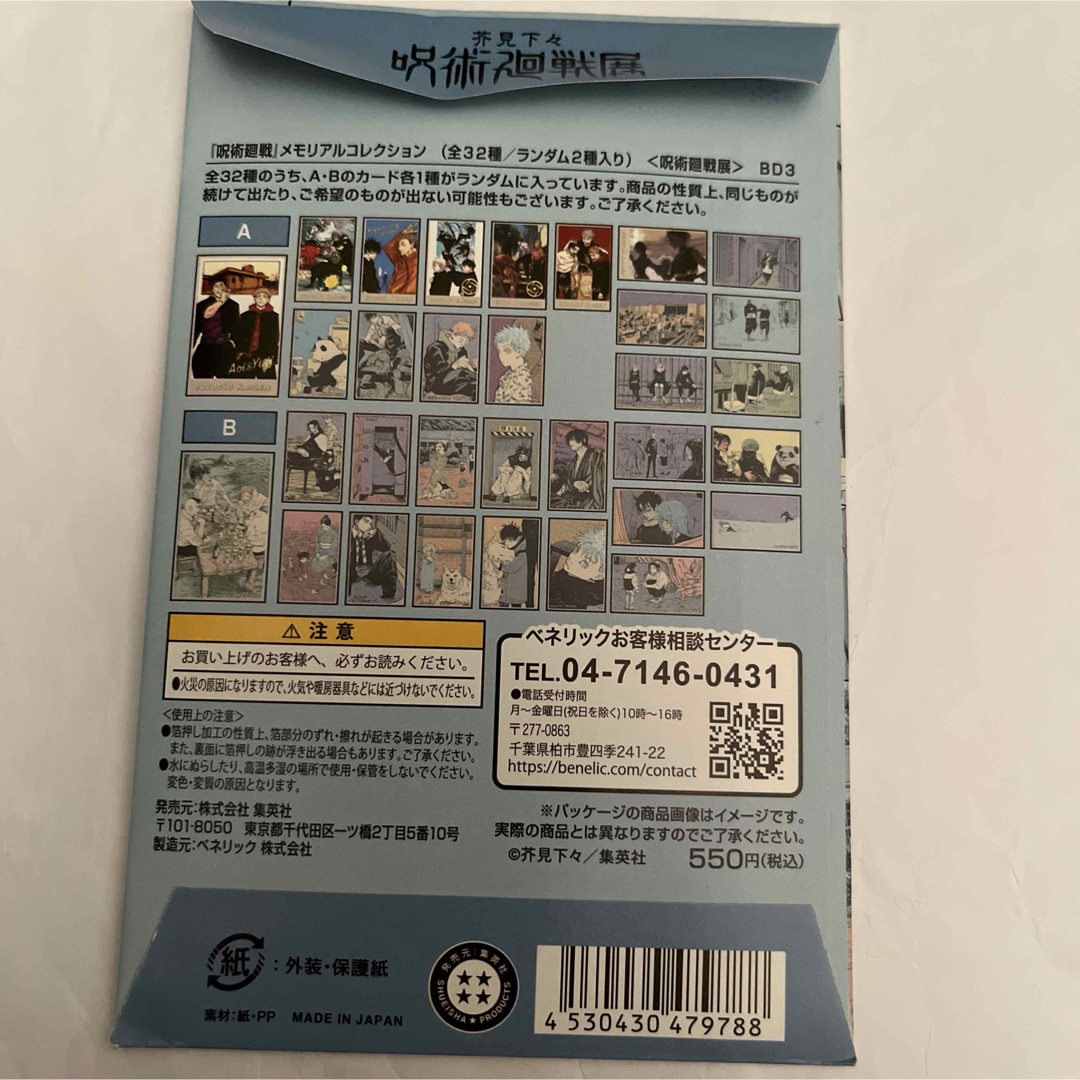 芥見下々
呪術廻戦展
『呪術廻戦』メモリアルコレクション (全32種/ランダム2種入り) <呪術廻戦展> BD3
全32種のうち、A・Bのカード各1種がランダムに入っています。商品の性質上、同じものが
続けて出たり、ご希望のものが出ない可能性もございます。ご了承ください。
A
Aoi&Yuji
JUJUTSU KAISEN
B
⚠ 注意
お買い上げのお客様へ、必ずお読みください。
●火災の原因になりますので、火気や暖房器具などには近づけないでください。
<使用上の注意>
●箔押し加工の性質上、箔部分のずれ・擦れが起きる場合があります。
また、裏面に箔押しの跡が浮き出る場合もあります。ご了承ください。
●水にぬらしたり、高温多湿の場所で使用・保管をしないでください。
変色・変質の原因となります。
発売元:株式会社 集英社
〒101-8050 東京都千代田区一ツ橋2丁目5番10号
製造元:ベネリック 株式会社
ベネリックお客様相談センター
TEL.04-7146-0431
●電話受付時間
月〜金曜日(祝日を除く)10時〜16時
〒277-0863
千葉県柏市豊四季241-22
https://benelic.com/contact
※パッケージの商品画像はイメージです。
実際の商品とは異なりますのでご了承ください。
©芥見下々/集英社 550円(税込)
紙:外装・保護紙
素材:紙・PP MADE IN JAPAN
発売元:集英社
SHUEISHA★PRODUCTS
4 530430 479788